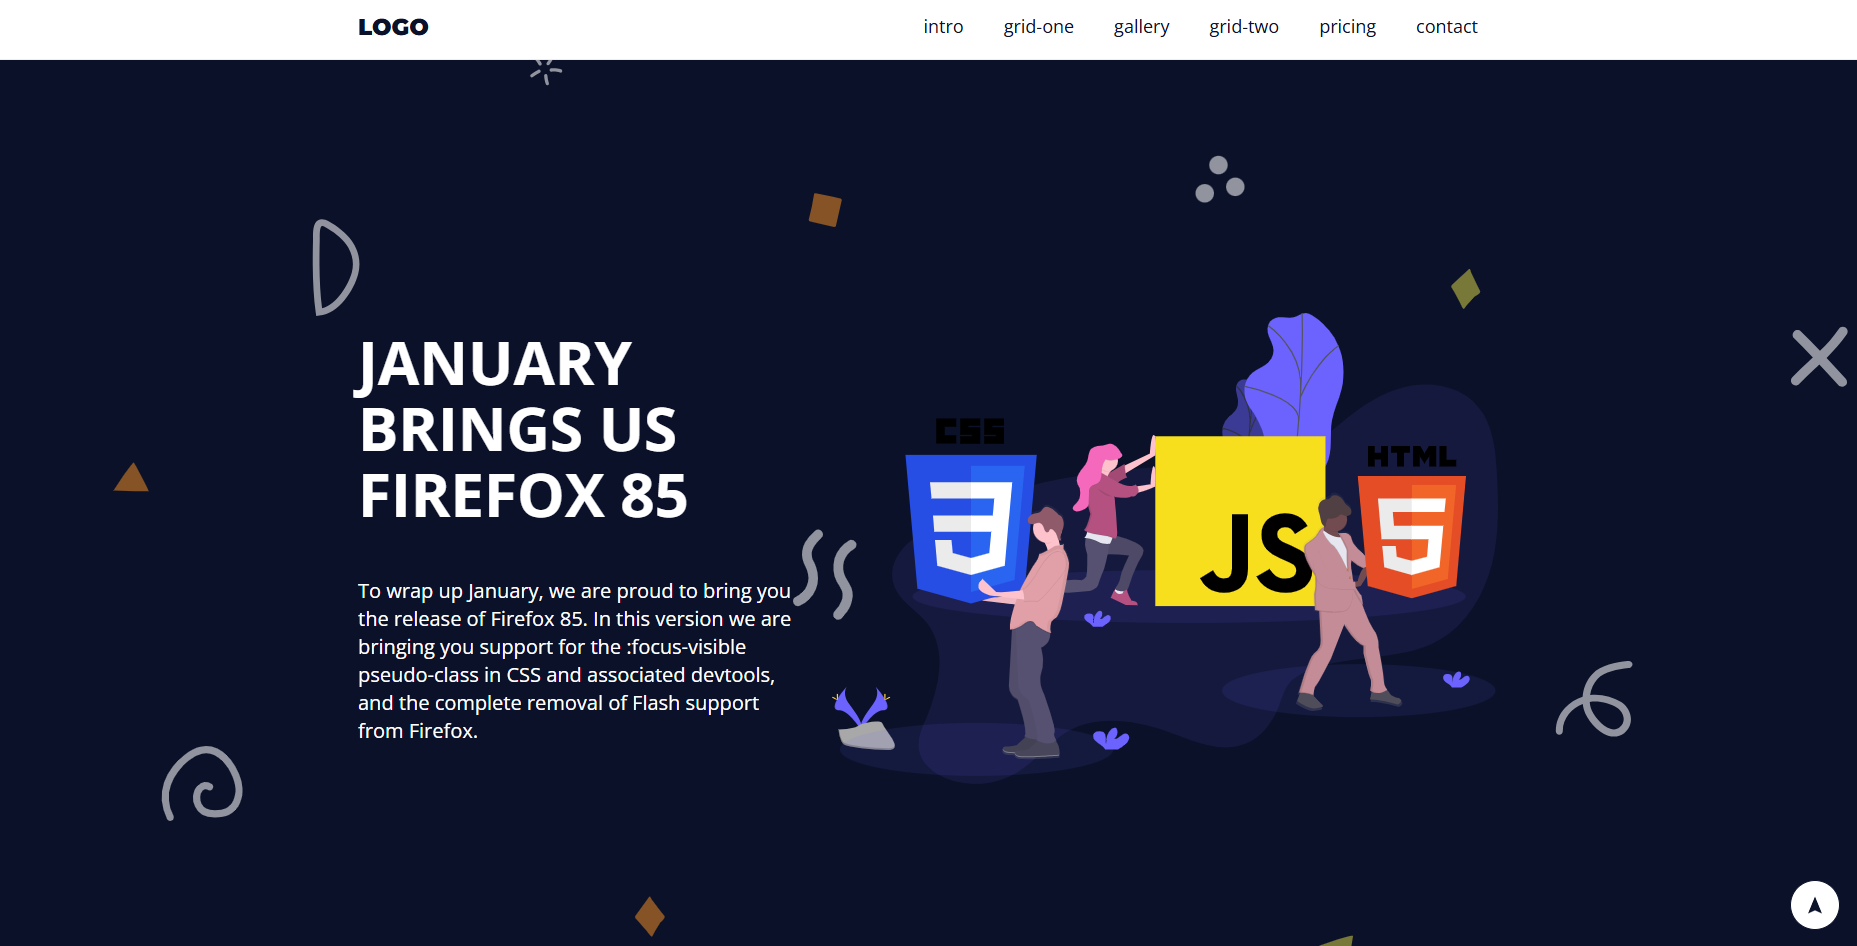 LOGO
intro grid-one gallery grid-two pricing contact
JANUARY
BRINGS US
FIREFOX 85
To wrap up January, we are proud to bring you
the release of Firefox 85. In this version we are
bringing you support for the :focus-visible
pseudo-class in CSS and associated devtools,
and the complete removal of Flash support
from Firefox.
CSS
3
JS
HTML
5